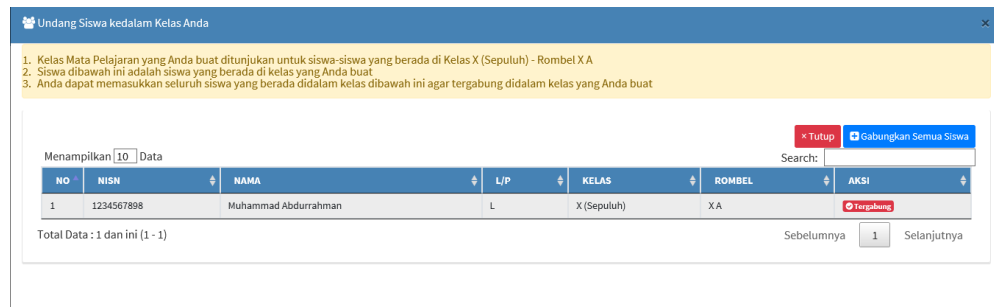 Undang Siswa kedalam Kelas Anda ×
1. Kelas Mata Pelajaran yang Anda buat ditunjukan untuk siswa-siswa yang berada di Kelas X (Sepuluh) - Rombel X A
2. Siswa dibawah ini adalah siswa yang berada di kelas yang Anda buat
3. Anda dapat memasukkan seluruh siswa yang berada didalam kelas dibawah ini agar tergabung didalam kelas yang Anda buat
× Tutup Gabungkan Semua Siswa
Menampilkan 10 Data Search:
NO NISN NAMA L/P KELAS ROMBEL AKSI
1 1234567898 Muhammad Abdurrahman L X (Sepuluh) X A Tergabung
Total Data : 1 dan ini (1 - 1) Sebelumnya 1 Selanjutnya